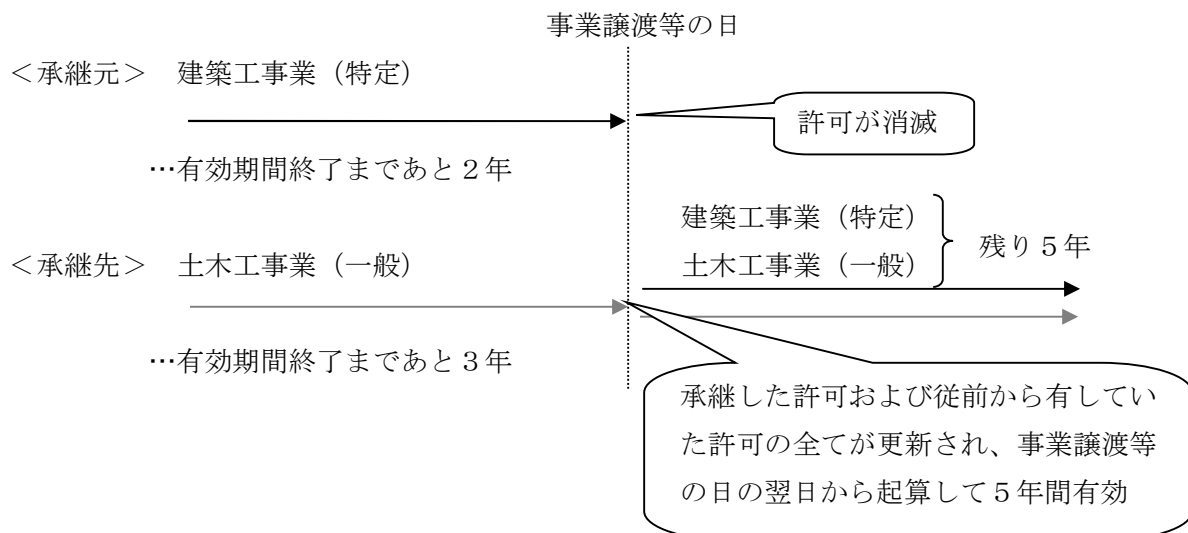 事業譲渡等の日
＜承継元＞　建築工事業（特定）
許可が消滅
…有効期間終了まであと２年
建築工事業（特定）
土木工事業（一般）
残り５年
＜承継先＞　土木工事業（一般）
…有効期間終了まであと３年
承継した許可および従前から有してい
た許可の全てが更新され、事業譲渡等
の日の翌日から起算して５年間有効